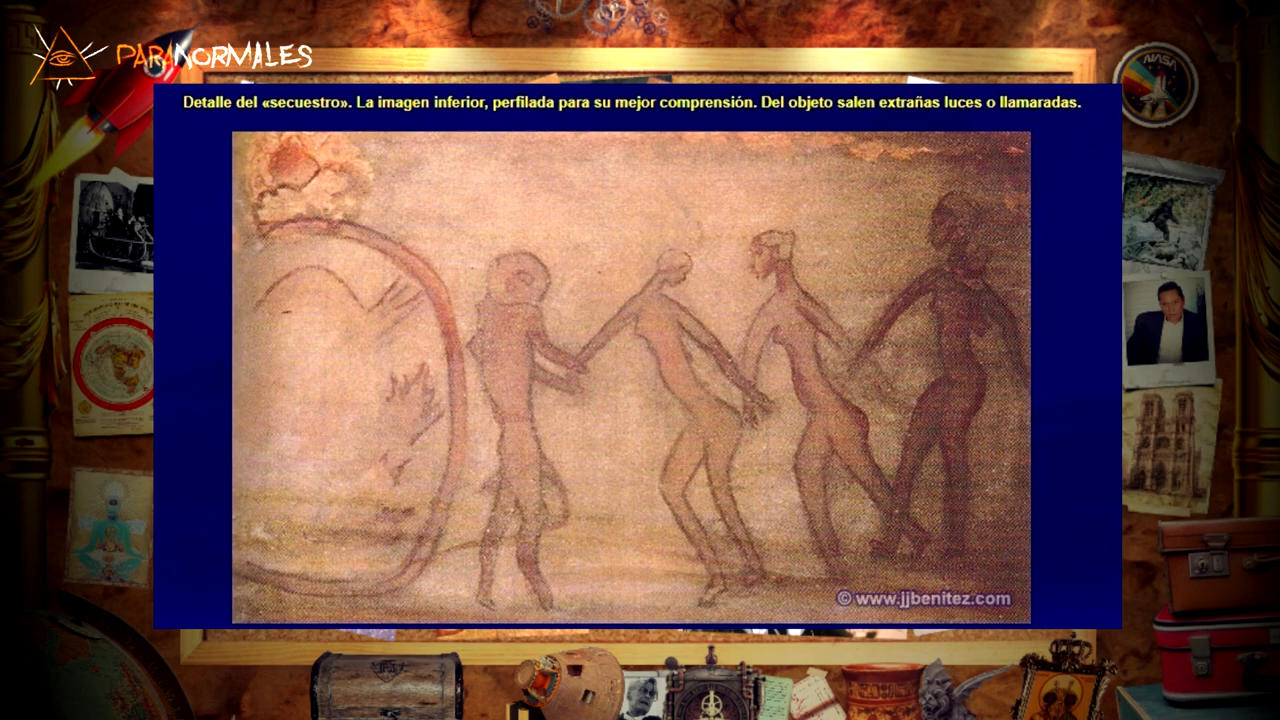 PARANORMALES
NASA
Detalle del «secuestro». La imagen inferior, perfilada para su mejor comprensión. Del objeto salen extrañas luces o llamaradas.
© www.jjbenitez.com